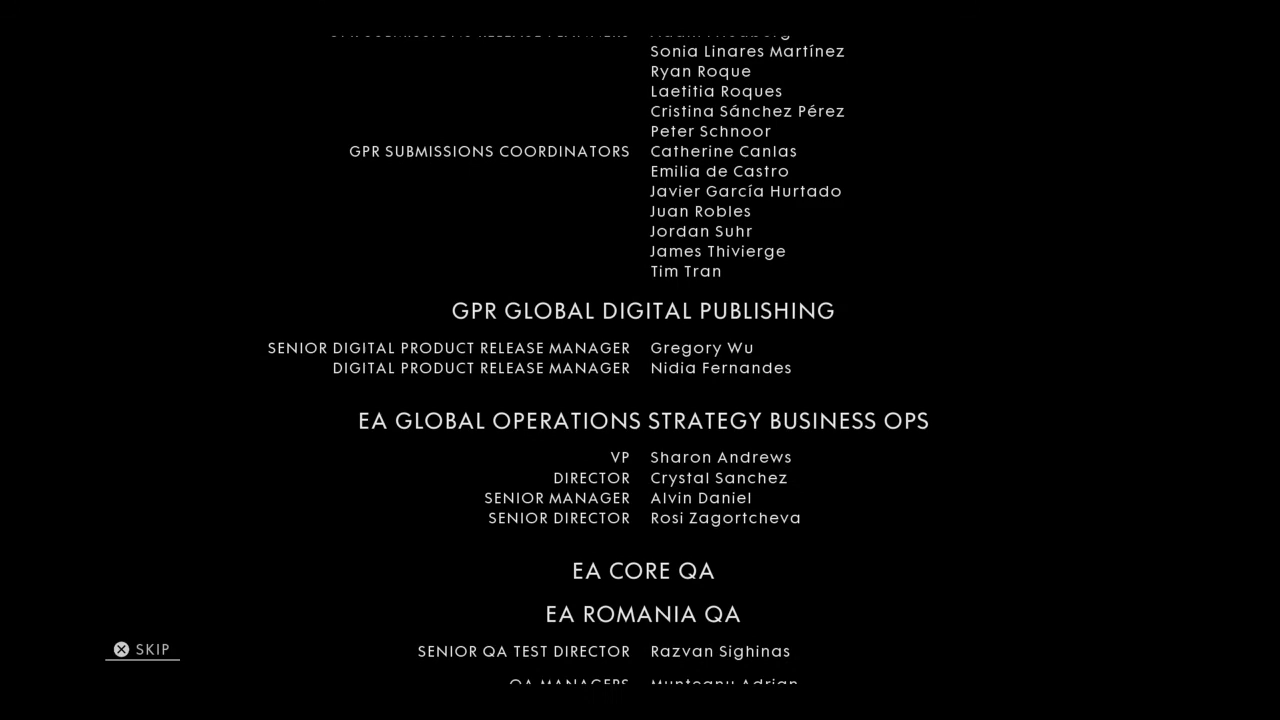 Sonia Linares Martínez
Ryan Roque
Laetitia Roques
Cristina Sánchez Pérez
Peter Schnoor
GPR SUBMISSIONS COORDINATORS Catherine Canlas
Emilia de Castro
Javier García Hurtado
Juan Robles
Jordan Suhr
James Thivierge
Tim Tran
GPR GLOBAL DIGITAL PUBLISHING
SENIOR DIGITAL PRODUCT RELEASE MANAGER Gregory Wu
DIGITAL PRODUCT RELEASE MANAGER Nidia Fernandes
EA GLOBAL OPERATIONS STRATEGY BUSINESS OPS
VP Sharon Andrews
DIRECTOR Crystal Sanchez
SENIOR MANAGER Alvin Daniel
SENIOR DIRECTOR Rosi Zagortcheva
EA CORE QA
EA ROMANIA QA
SENIOR QA TEST DIRECTOR Razvan Sighinas
QA MANAGERS Munteanu Adrian
SKIP